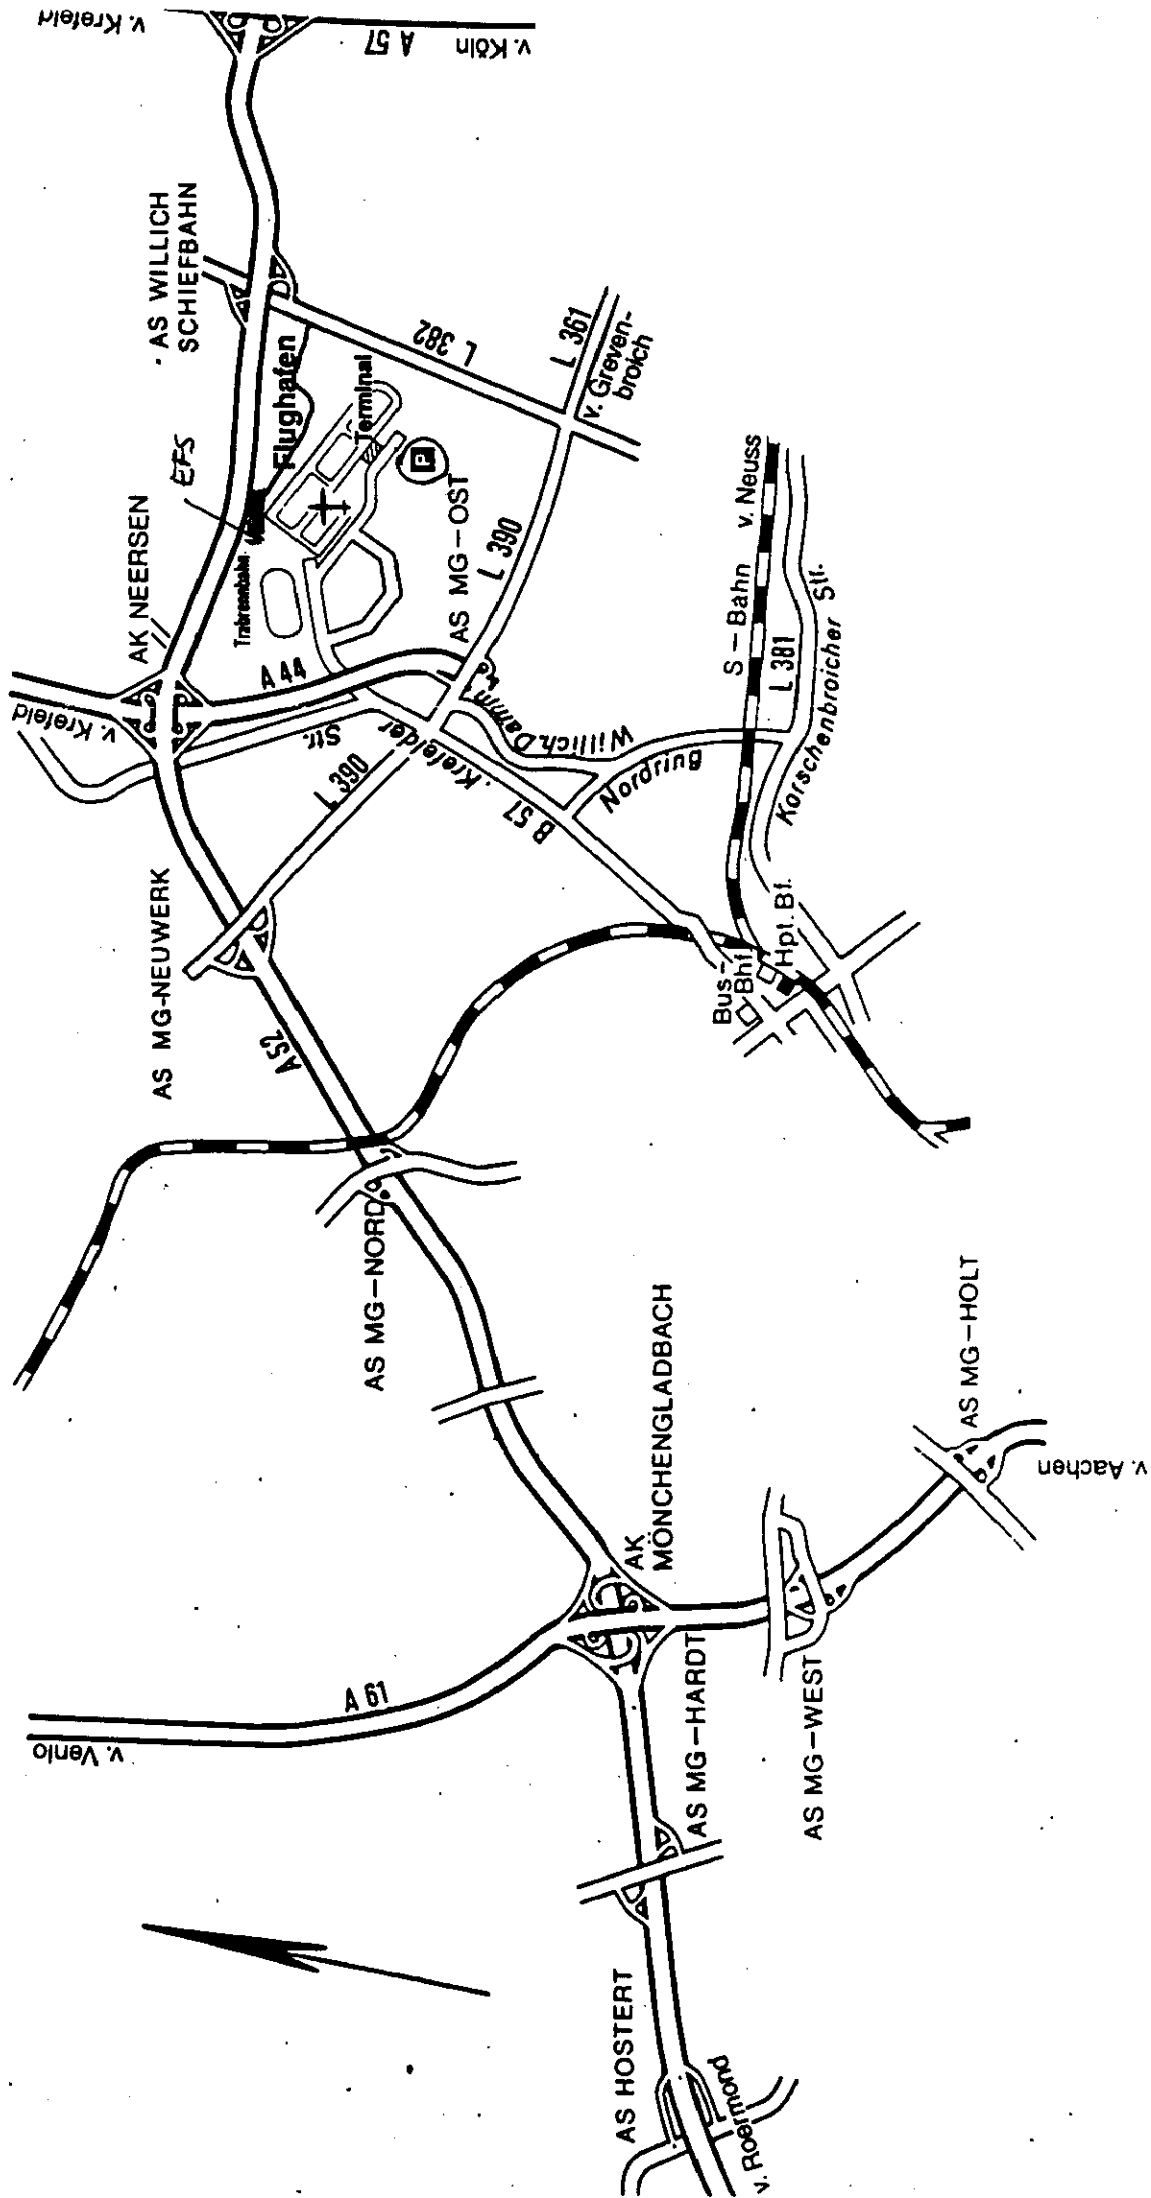 v. Krefeld
A 57
v. Köln
AS WILLICH
SCHIEFBAHN
EFS
Flughafen
Terminal
L 382
L 361
v. Greven-
broich
AK NEERSEN
Trabrennbahn
P
AS MG-OST
L 390
v. Krefeld
A 44
Str.
Krefelder
Willich. Damm
Nordring
B 57
L 390
S-Bahn v. Neuss
L 381
Korschenbroicher Str.
AS MG-NEUWERK
A 52
Bus-
Bhf.
Hpt. Bf.
AS MG-NORD
AK
MÖNCHENGLADBACH
AS MG-HOLT
v. Aachen
A 61
v. Venlo
AS MG-HARDT
AS MG-WEST
AS HOSTERT
v. Roermond